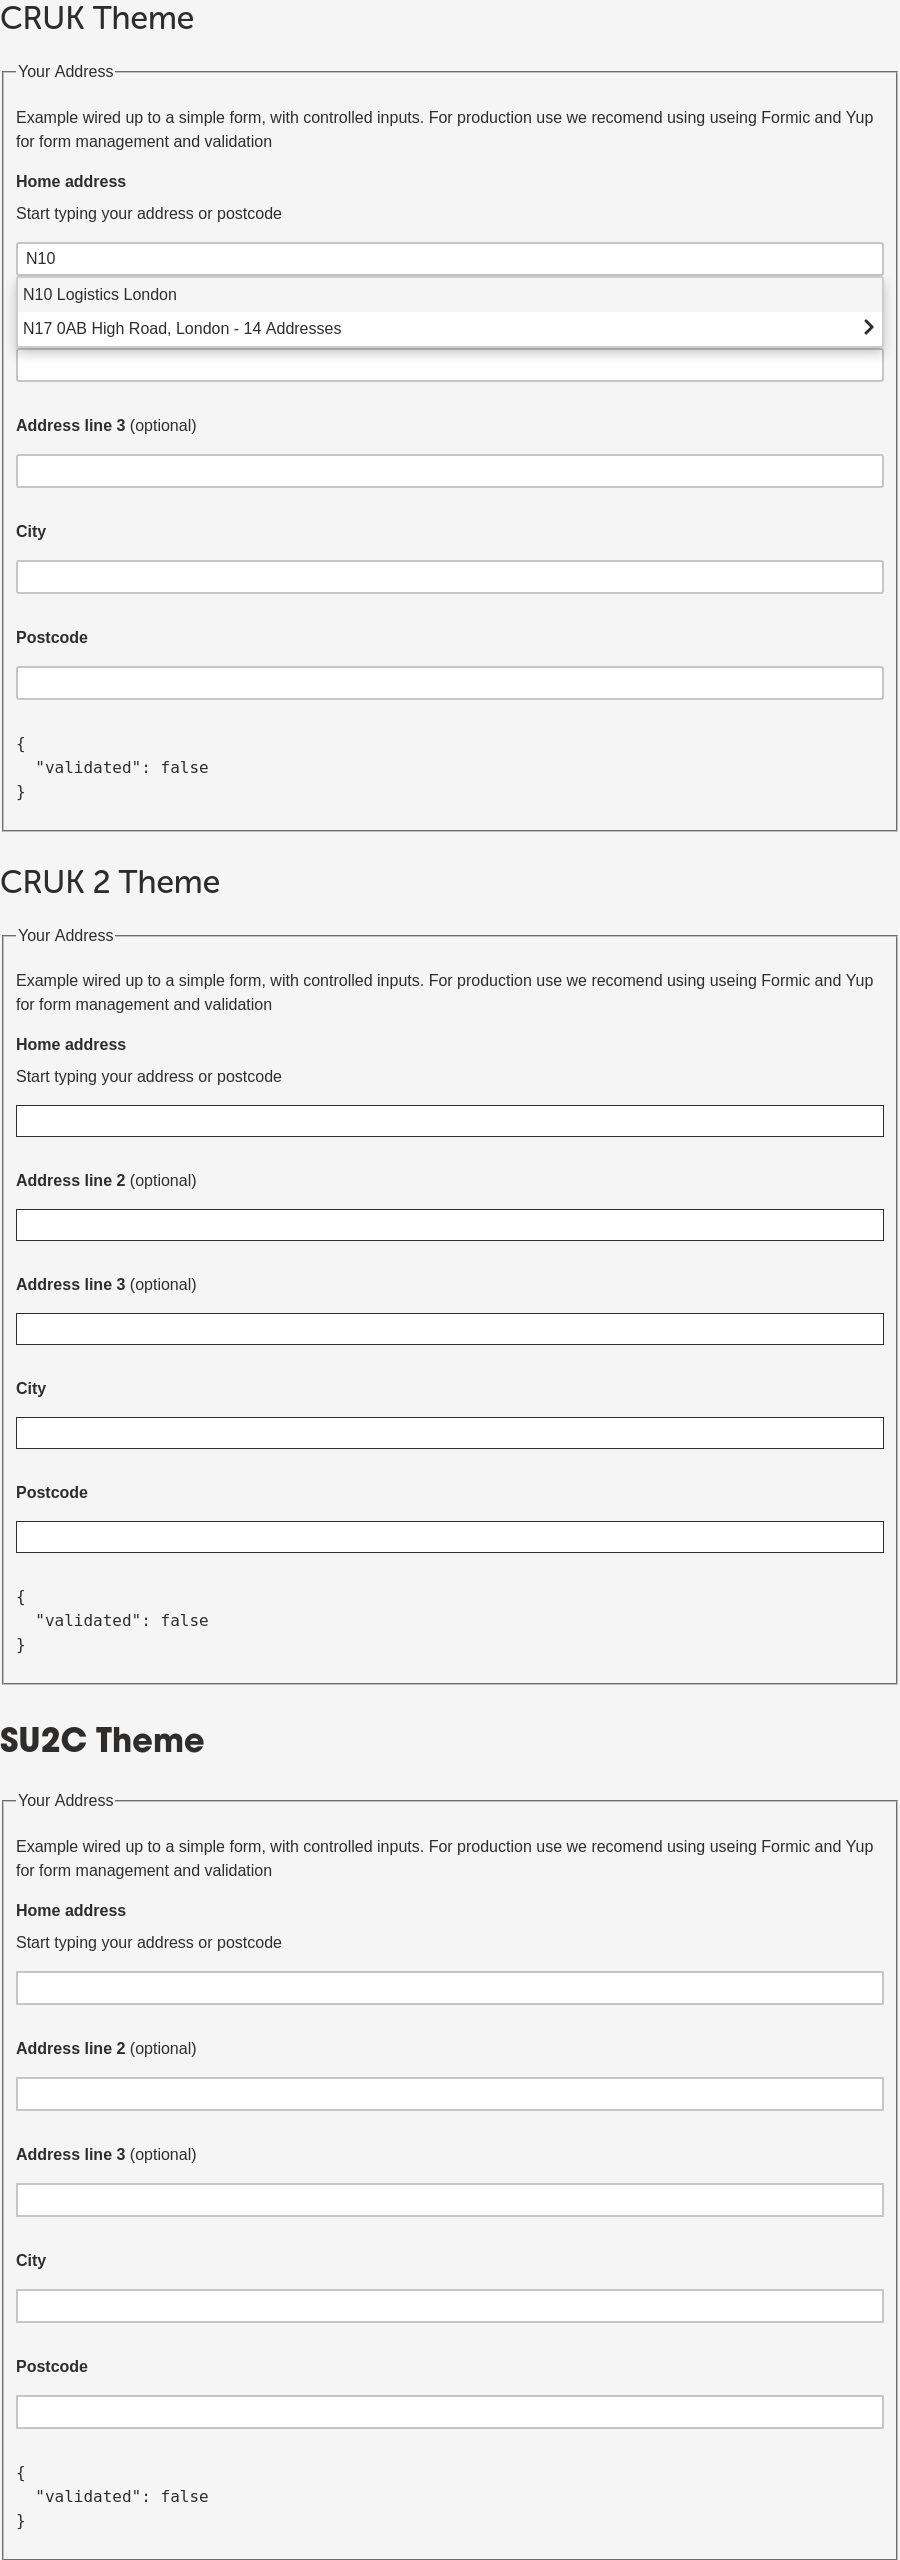 CRUK Theme
Your Address
Example wired up to a simple form, with controlled inputs. For production use we recomend using useing Formic and Yup
for form management and validation
Home address
Start typing your address or postcode
N10
N10 Logistics London
N17 0AB High Road, London - 14 Addresses
Address line 3 (optional)
City
Postcode
{
  "validated": false
}
CRUK 2 Theme
Your Address
Example wired up to a simple form, with controlled inputs. For production use we recomend using useing Formic and Yup
for form management and validation
Home address
Start typing your address or postcode
Address line 2 (optional)
Address line 3 (optional)
City
Postcode
{
  "validated": false
}
SU2C Theme
Your Address
Example wired up to a simple form, with controlled inputs. For production use we recomend using useing Formic and Yup
for form management and validation
Home address
Start typing your address or postcode
Address line 2 (optional)
Address line 3 (optional)
City
Postcode
{
  "validated": false
}